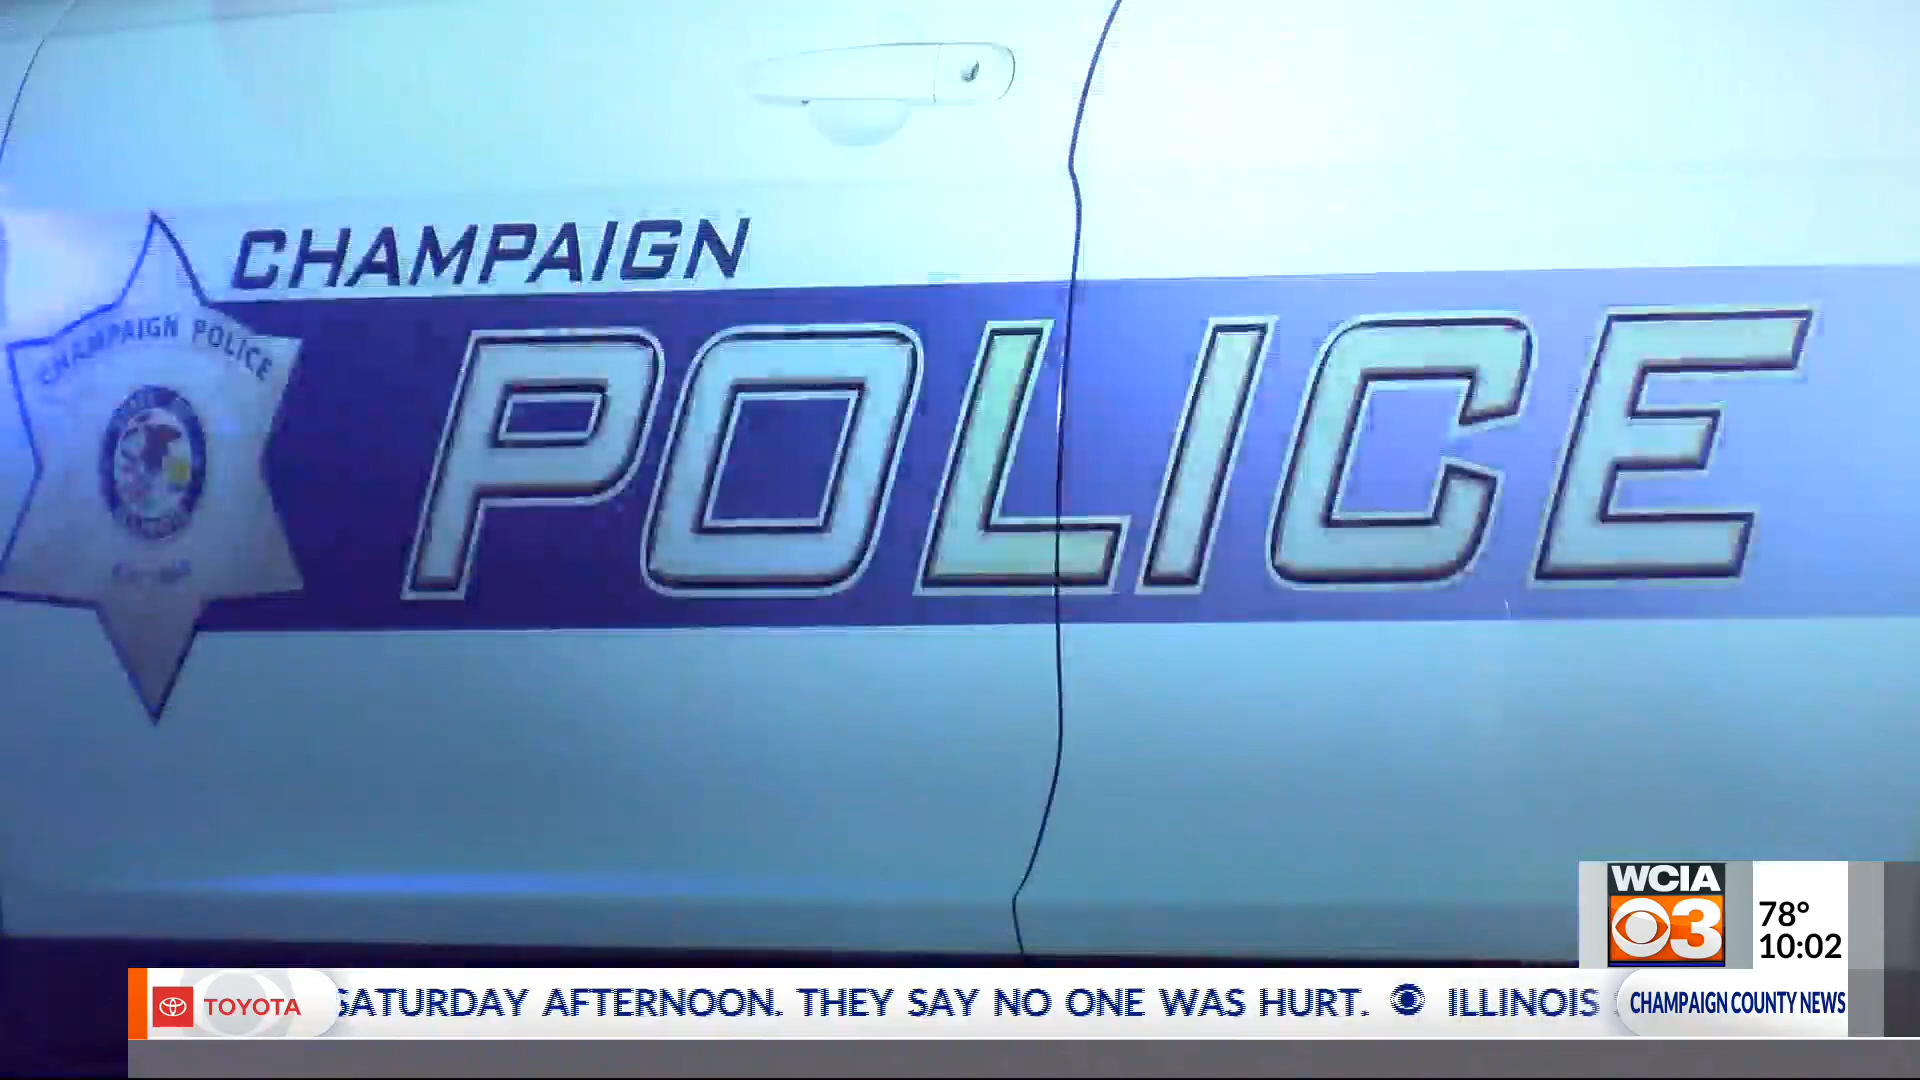 CHAMPAIGN
CHAMPAIGN POLICE
POLICE
WCIA
3
78°
10:02
TOYOTA
SATURDAY AFTERNOON. THEY SAY NO ONE WAS HURT. ILLINOIS
CHAMPAIGN COUNTY NEWS